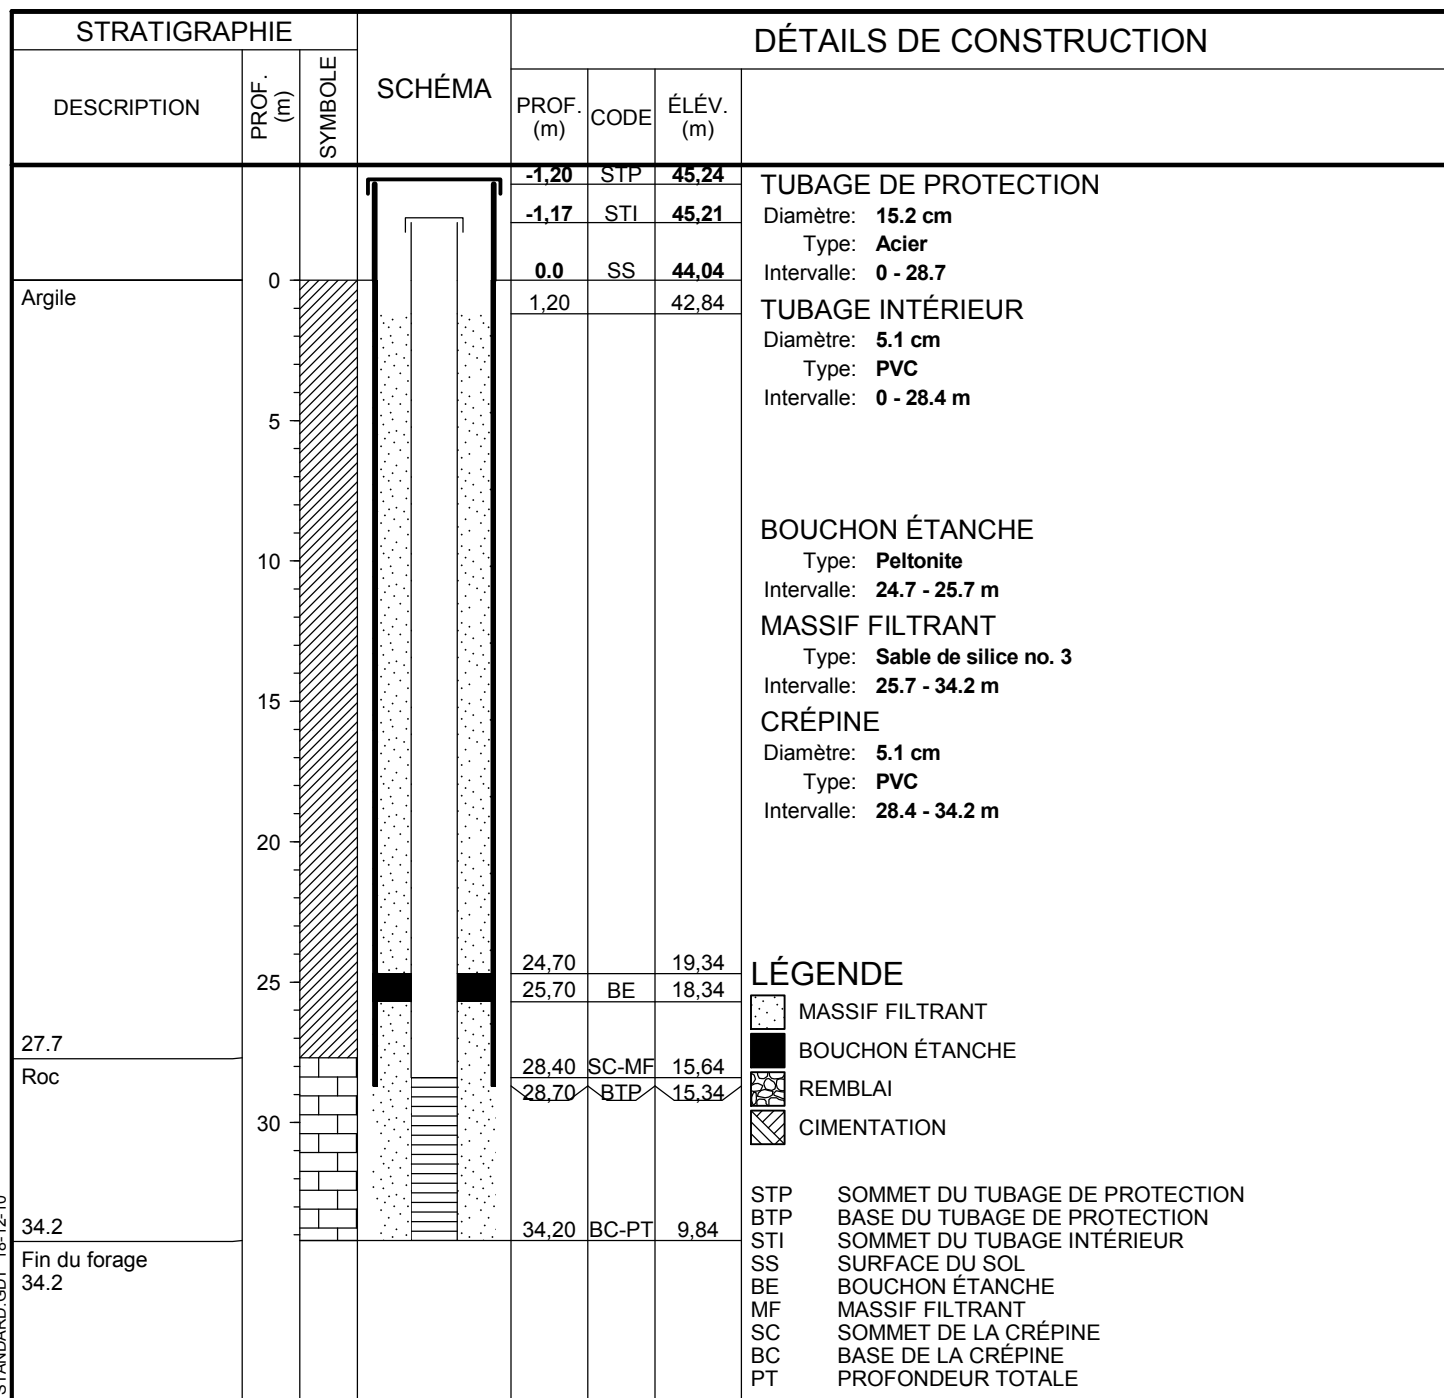 STRATIGRAPHIE
DESCRIPTION
PROF. (m)
SYMBOLE
SCHÉMA
DÉTAILS DE CONSTRUCTION
PROF. (m)
CODE
ÉLÉV. (m)
-1,20 STP 45,24
-1,17 STI 45,21
0.0 SS 44,04
1,20 42,84
24,70 19,34
25,70 BE 18,34
28,40 SC-MF 15,64
28,70 BTP 15,34
34,20 BC-PT 9,84
Argile
27.7
Roc
34.2
Fin du forage
34.2
0
5
10
15
20
25
30
TUBAGE DE PROTECTION
Diamètre: 15.2 cm
Type: Acier
Intervalle: 0 - 28.7
TUBAGE INTÉRIEUR
Diamètre: 5.1 cm
Type: PVC
Intervalle: 0 - 28.4 m
BOUCHON ÉTANCHE
Type: Peltonite
Intervalle: 24.7 - 25.7 m
MASSIF FILTRANT
Type: Sable de silice no. 3
Intervalle: 25.7 - 34.2 m
CRÉPINE
Diamètre: 5.1 cm
Type: PVC
Intervalle: 28.4 - 34.2 m
LÉGENDE
MASSIF FILTRANT
BOUCHON ÉTANCHE
REMBLAI
CIMENTATION
STP SOMMET DU TUBAGE DE PROTECTION
BTP BASE DU TUBAGE DE PROTECTION
STI SOMMET DU TUBAGE INTÉRIEUR
SS SURFACE DU SOL
BE BOUCHON ÉTANCHE
MF MASSIF FILTRANT
SC SOMMET DE LA CRÉPINE
BC BASE DE LA CRÉPINE
PT PROFONDEUR TOTALE
STANDARD.GDT 18-12-10